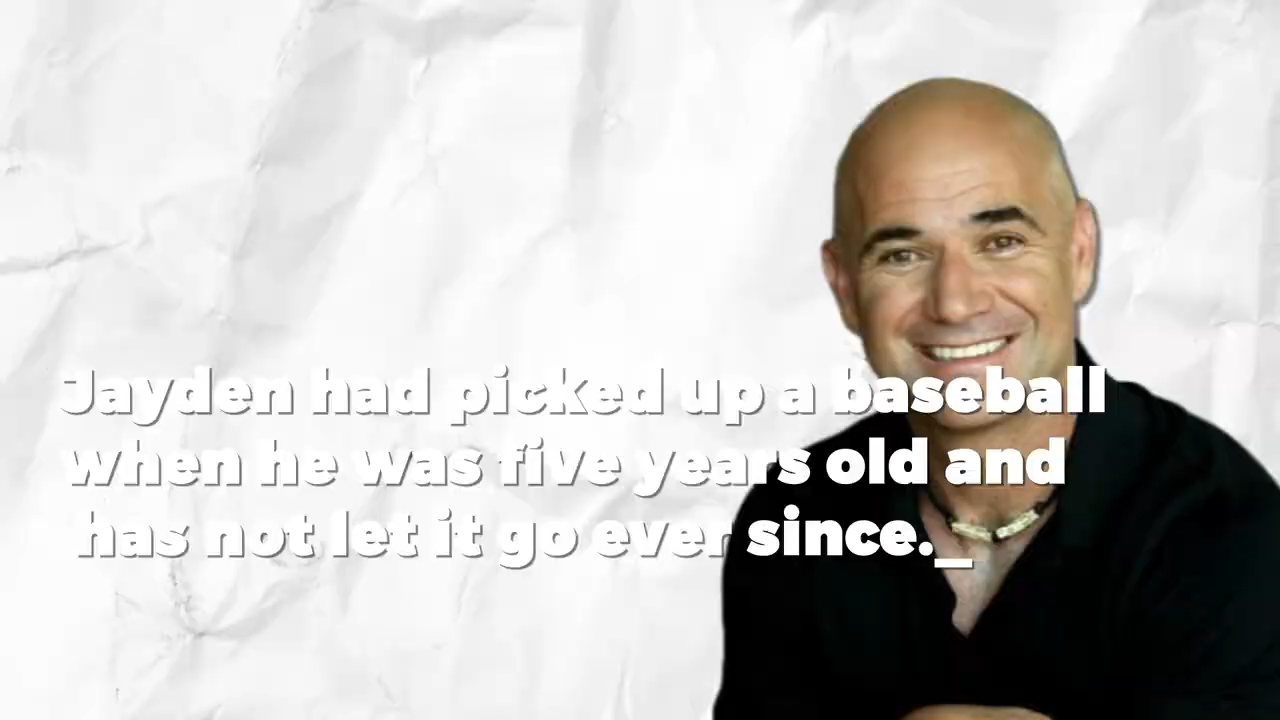 Jayden had picked up a baseball
when he was five years old and
has not let it go ever since._